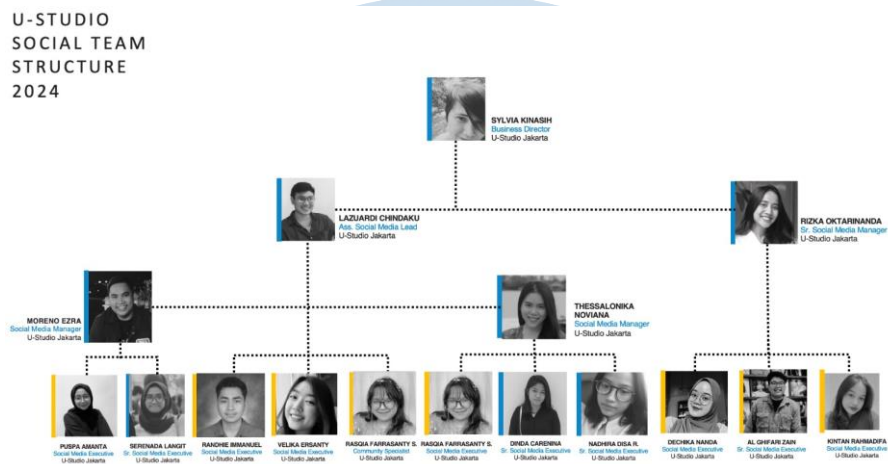 U-STUDIO
SOCIAL TEAM
STRUCTURE
2024
SYLVIA KINASIH
Business Director
U-Studio Jakarta
LAZUARDI CHINDAKU
Ass. Social Media Lead
U-Studio Jakarta
RIZKA OKTARINANDA
Sr. Social Media Manager
U-Studio Jakarta
MORENO EZRA
Social Media Manager
U-Studio Jakarta
THESSALONIKA
NOVIANA
Social Media Manager
U-Studio Jakarta
PUSPA AMANTA
Social Media Executive
U-Studio Jakarta
SERENADA LANGIT
Sr. Social Media Executive
U-Studio Jakarta
RANDHIE IMMANUEL
Social Media Executive
U-Studio Jakarta
VELIKA ERSANTY
Social Media Executive
U-Studio Jakarta
RASQIA FARRASANTY S.
Community Specialist
U-Studio Jakarta
RASQIA FARRASANTY S.
Social Media Executive
U-Studio Jakarta
DINDA CARENINA
Sr. Social Media Executive
U-Studio Jakarta
NADHIRA DISA R.
Sr. Social Media Executive
U-Studio Jakarta
DECHIKA NANDA
Sr. Social Media Executive
U-Studio Jakarta
AL GHIFARI ZAIN
Sr. Social Media Executive
U-Studio Jakarta
KINTAN RAHMADIFA
Social Media Executive
U-Studio Jakarta